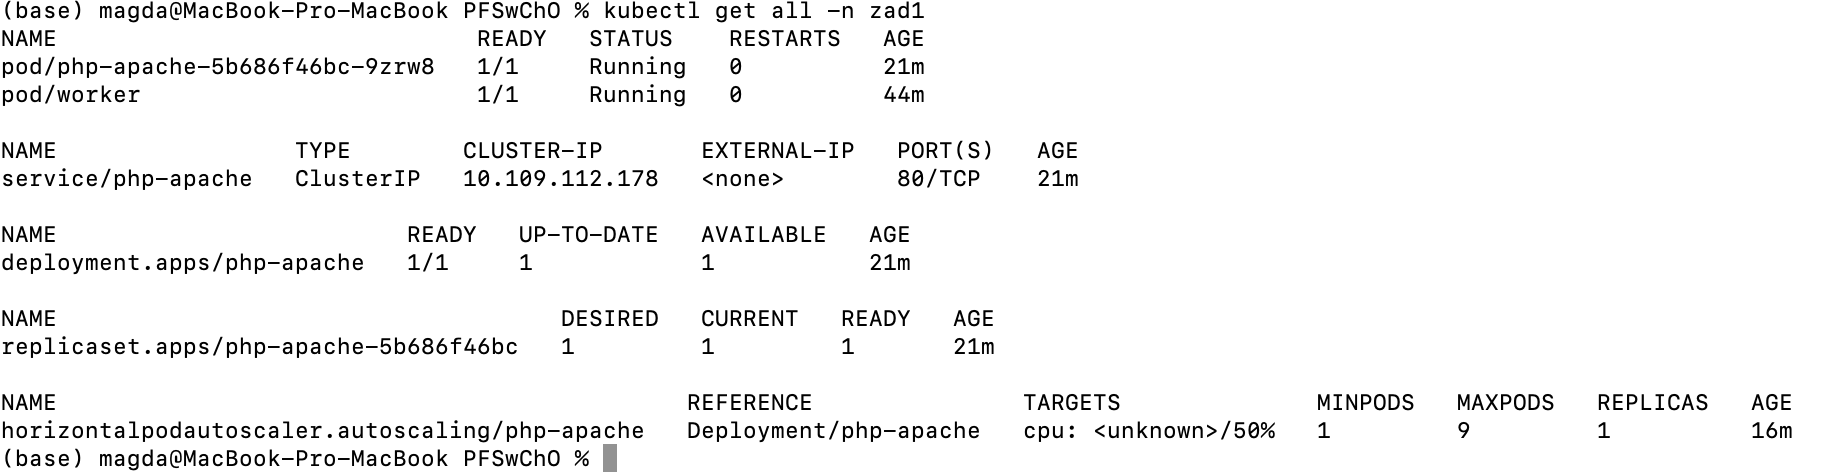 (base) magda@MacBook-Pro-MacBook PFSwChO % kubectl get all -n zad1
NAME READY STATUS RESTARTS AGE
pod/php-apache-5b686f46bc-9zrw8 1/1 Running 0 21m
pod/worker 1/1 Running 0 44m
NAME TYPE CLUSTER-IP EXTERNAL-IP PORT(S) AGE
service/php-apache ClusterIP 10.109.112.178 <none> 80/TCP 21m
NAME READY UP-TO-DATE AVAILABLE AGE
deployment.apps/php-apache 1/1 1 1 21m
NAME DESIRED CURRENT READY AGE
replicaset.apps/php-apache-5b686f46bc 1 1 1 21m
NAME REFERENCE TARGETS MINPODS MAXPODS REPLICAS AGE
horizontalpodautoscaler.autoscaling/php-apache Deployment/php-apache cpu: <unknown>/50% 1 9 1 16m
(base) magda@MacBook-Pro-MacBook PFSwChO %